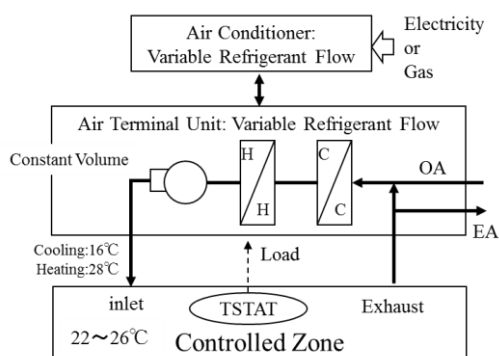 Air Conditioner:
Variable Refrigerant Flow
Electricity
or
Gas
Air Terminal Unit: Variable Refrigerant Flow
Constant Volume
H
H
C
C
OA
EA
Cooling:16℃
Heating:28℃
Load
inlet
TSTAT
Exhaust
22～26℃
Controlled Zone